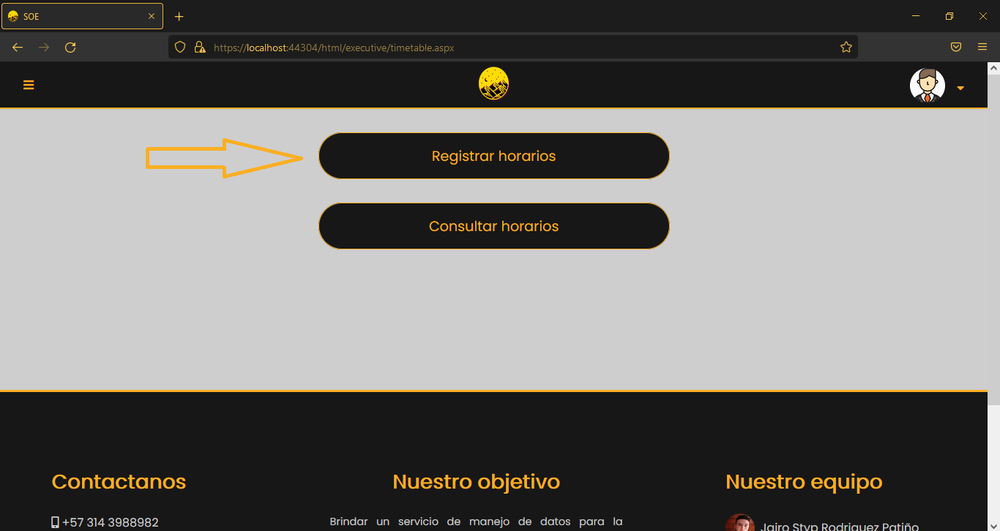 SOE
https://localhost:44304/html/executive/timetable.aspx
Registrar horarios
Consultar horarios
Contactanos
Nuestro objetivo
Nuestro equipo
+57 314 3988982
Brindar un servicio de manejo de datos para la
Jairo Styp Rodriguez Patiño